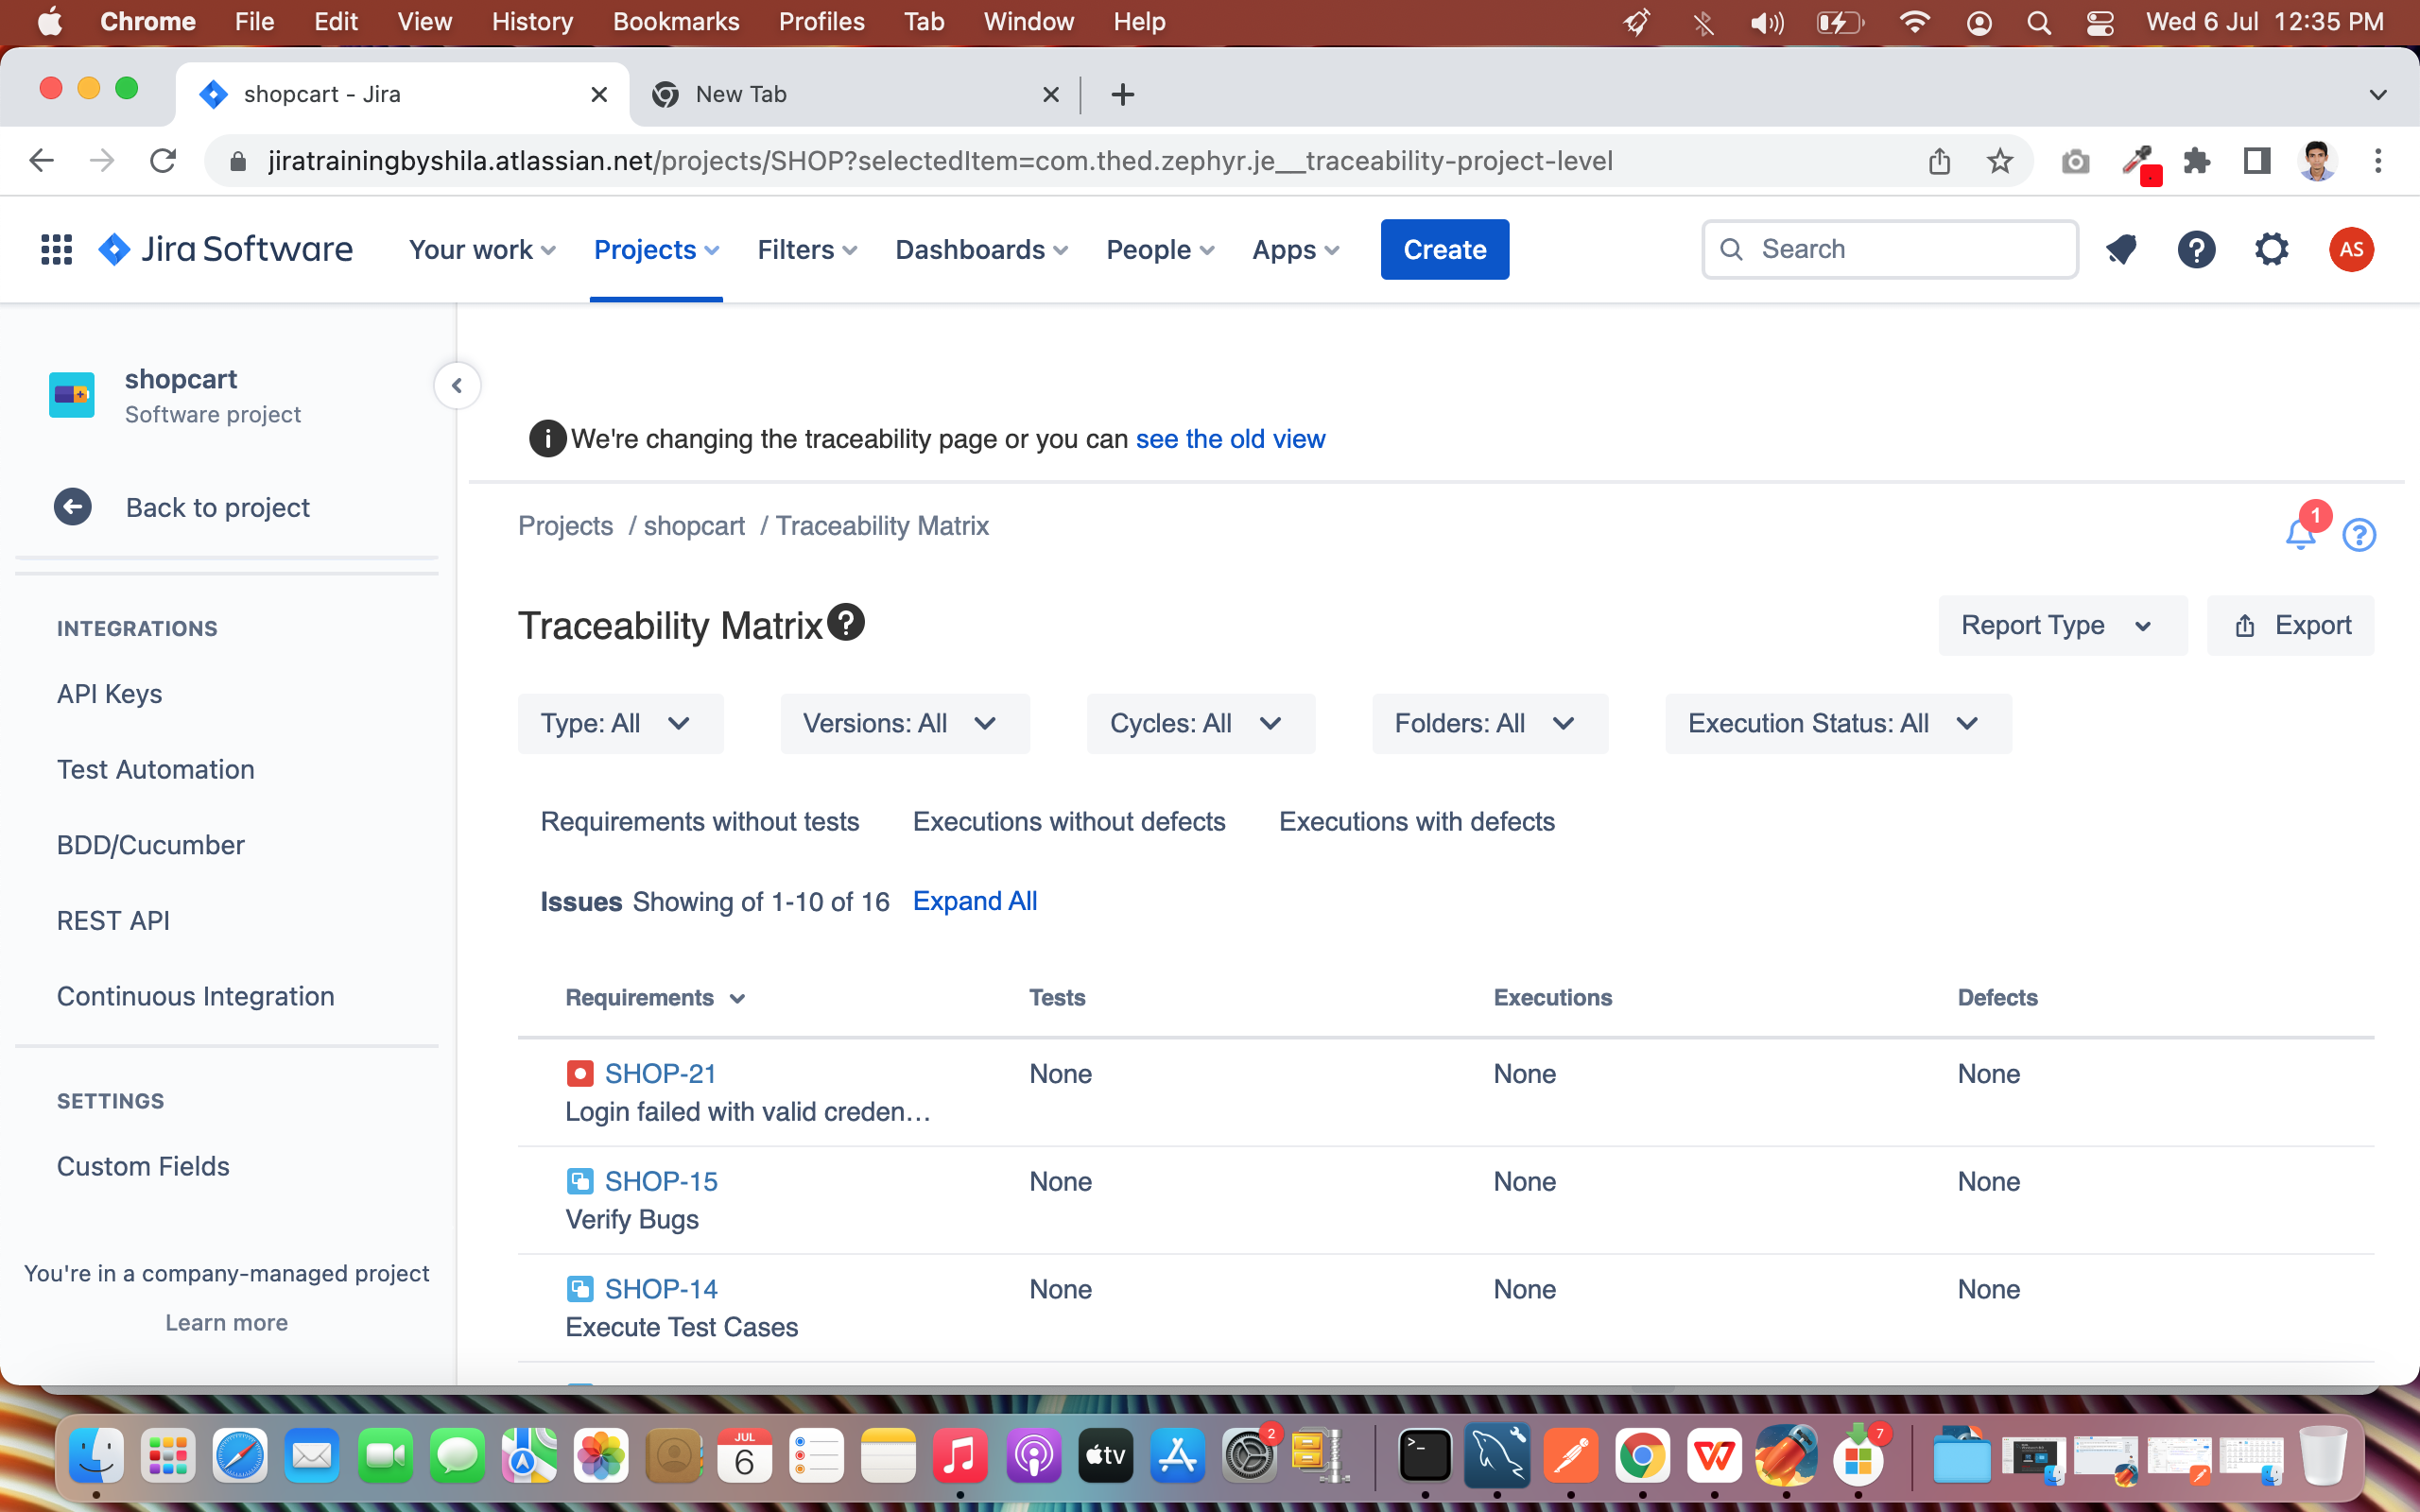 Chrome File Edit View History Bookmarks Profiles Tab Window Help Wed 6 Jul 12:35 PM
shopcart - Jira New Tab
jiratrainingbyshila.atlassian.net/projects/SHOP?selectedItem=com.thed.zephyr.je__traceability-project-level
Jira Software Your work Projects Filters Dashboards People Apps Create Search AS
shopcart
Software project
Back to project
INTEGRATIONS
API Keys
Test Automation
BDD/Cucumber
REST API
Continuous Integration
SETTINGS
Custom Fields
You're in a company-managed project
Learn more
We're changing the traceability page or you can see the old view
Projects / shopcart / Traceability Matrix
1
Traceability Matrix
Report Type Export
Type: All Versions: All Cycles: All Folders: All Execution Status: All
Requirements without tests Executions without defects Executions with defects
Issues Showing of 1-10 of 16 Expand All
Requirements Tests Executions Defects
SHOP-21 None None None
Login failed with valid creden...
SHOP-15 None None None
Verify Bugs
SHOP-14 None None None
Execute Test Cases
JUL
6
tv
2
7